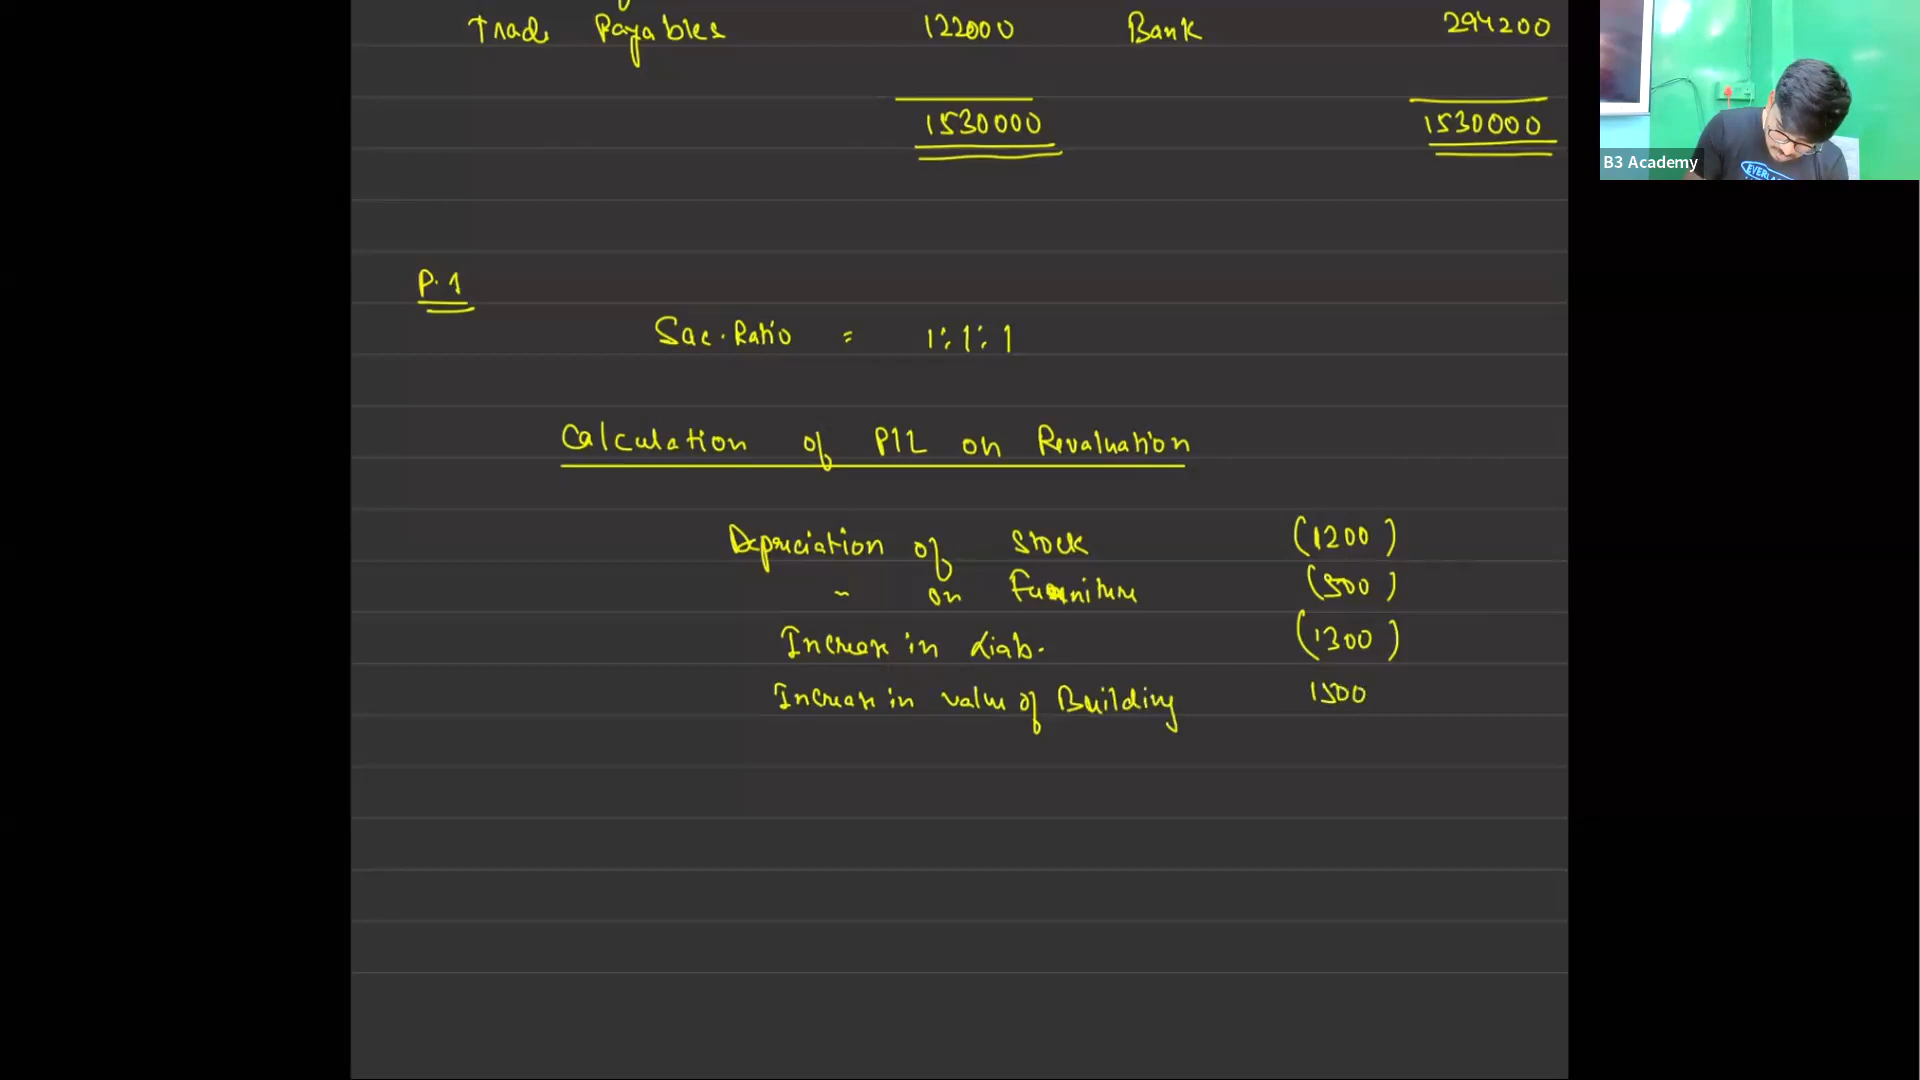 Trade Payables 122000 Bank 294200
1530000 1530000
B3 Academy
P.1
Sac. Ratio = 1:1:1
Calculation of P/L on Revaluation
Depreciation of Stock (1200)
" on Furniture (500)
Increase in Liab. (1300)
Increase in value of Building 1500